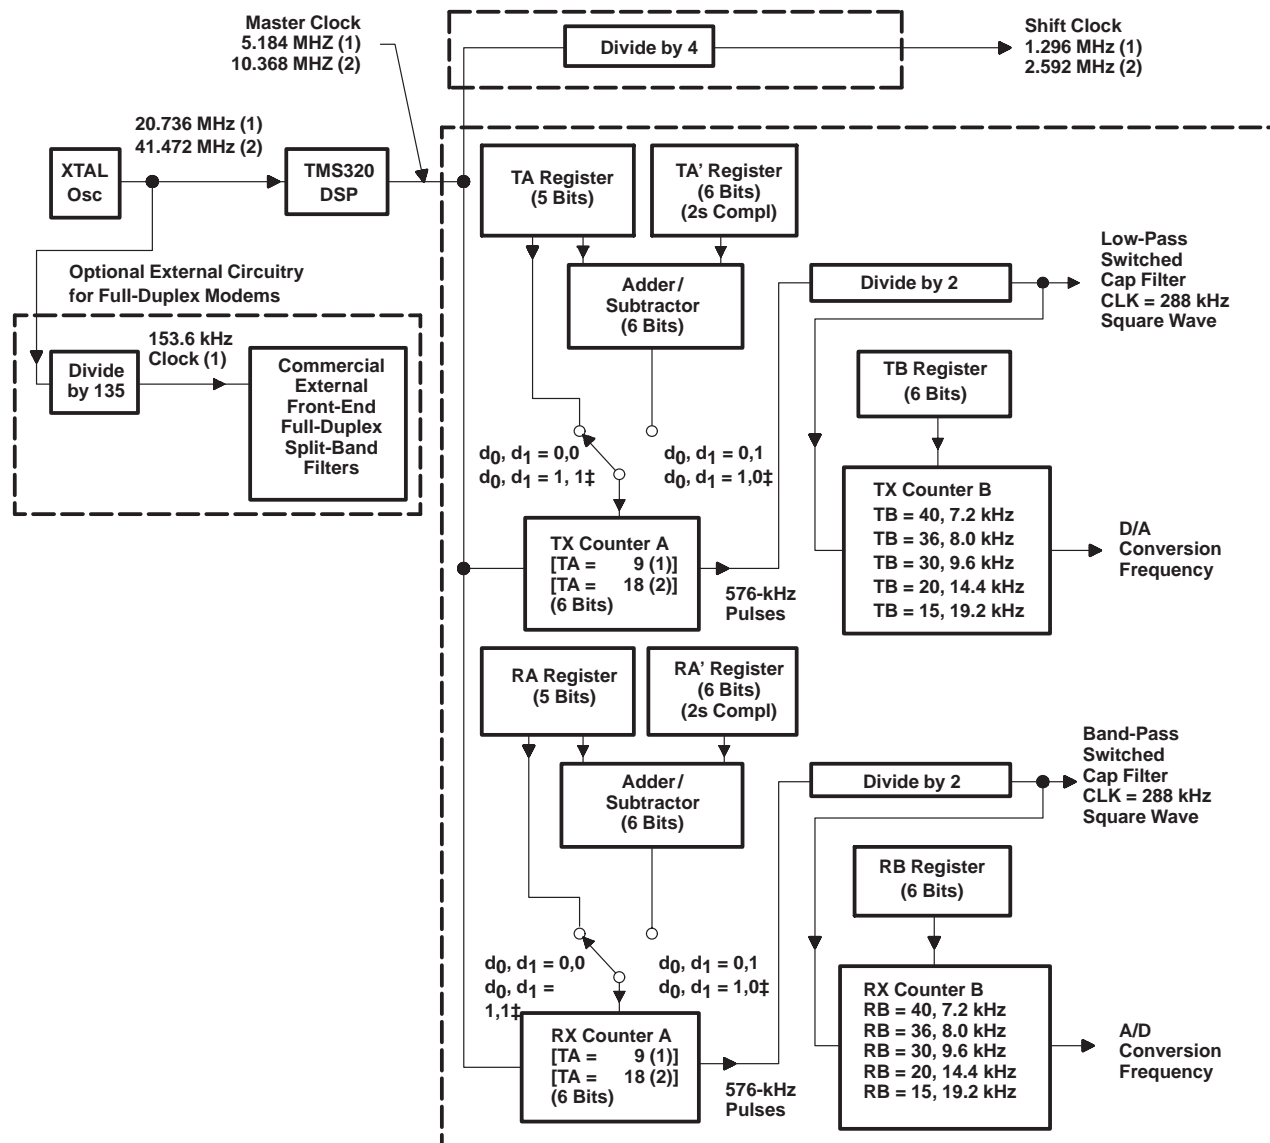 Master Clock
5.184 MHZ (1)
10.368 MHZ (2)
Divide by 4
Shift Clock
1.296 MHz (1)
2.592 MHz (2)
20.736 MHz (1)
41.472 MHz (2)
XTAL
Osc
TMS320
DSP
Optional External Circuitry
for Full-Duplex Modems
153.6 kHz
Clock (1)
Divide
by 135
Commercial
External
Front-End
Full-Duplex
Split-Band
Filters
TA Register
(5 Bits)
TA’ Register
(6 Bits)
(2s Compl)
Adder/
Subtractor
(6 Bits)
Divide by 2
Low-Pass
Switched
Cap Filter
CLK = 288 kHz
Square Wave
TB Register
(6 Bits)
d0, d1 = 0,0
d0, d1 = 1, 1‡
d0, d1 = 0,1
d0, d1 = 1,0‡
TX Counter A
[TA = 9 (1)]
[TA = 18 (2)]
(6 Bits)
576-kHz
Pulses
TX Counter B
TB = 40, 7.2 kHz
TB = 36, 8.0 kHz
TB = 30, 9.6 kHz
TB = 20, 14.4 kHz
TB = 15, 19.2 kHz
D/A
Conversion
Frequency
RA Register
(5 Bits)
RA’ Register
(6 Bits)
(2s Compl)
Adder/
Subtractor
(6 Bits)
Divide by 2
Band-Pass
Switched
Cap Filter
CLK = 288 kHz
Square Wave
RB Register
(6 Bits)
d0, d1 = 0,0
d0, d1 =
1,1‡
d0, d1 = 0,1
d0, d1 = 1,0‡
RX Counter A
[TA = 9 (1)]
[TA = 18 (2)]
(6 Bits)
576-kHz
Pulses
RX Counter B
RB = 40, 7.2 kHz
RB = 36, 8.0 kHz
RB = 30, 9.6 kHz
RB = 20, 14.4 kHz
RB = 15, 19.2 kHz
A/D
Conversion
Frequency